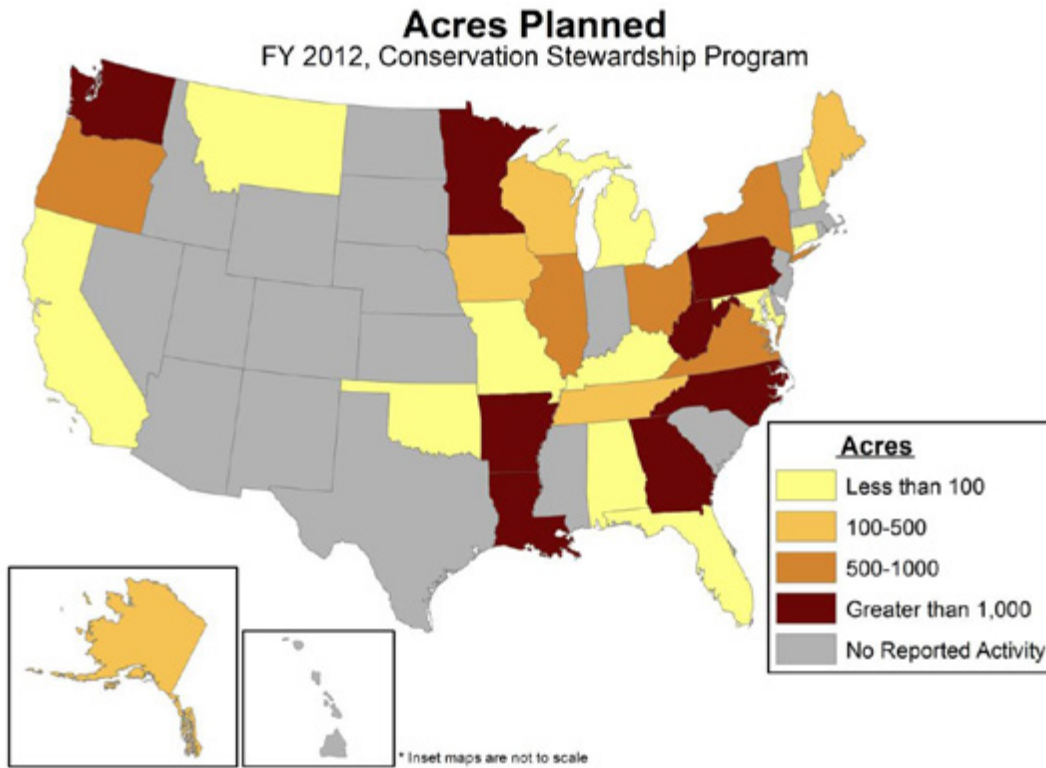 Acres Planned
FY 2012, Conservation Stewardship Program
Acres
Less than 100
100-500
500-1000
Greater than 1,000
No Reported Activity
* Inset maps are not to scale